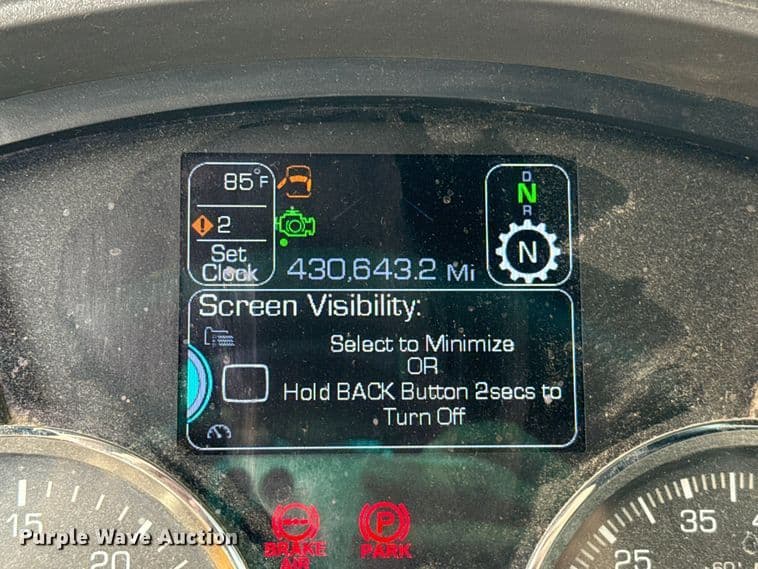 85°F
2
Set
Clock
430,643.2 Mi
D
N
R
N
Screen Visibility:
Select to Minimize
OR
Hold BACK Button 2secs to
Turn Off
15
20
BRAKE
AIR
P
PARK
25
35
Purple Wave Auction